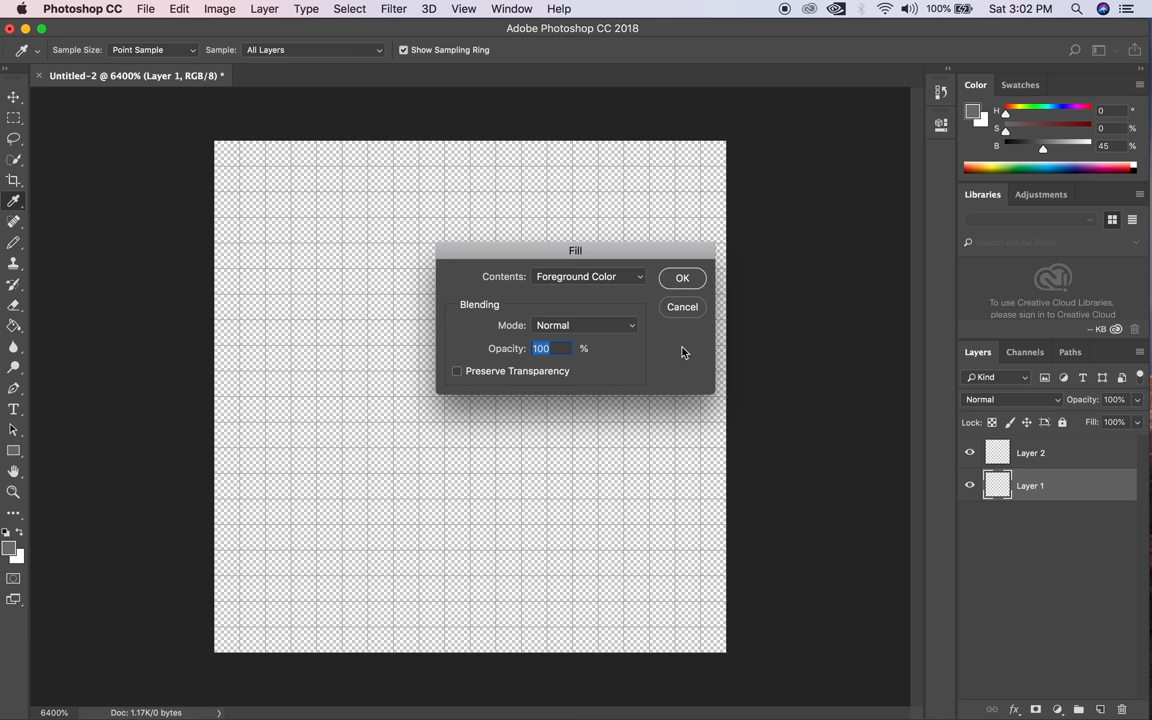 Photoshop CC File Edit Image Layer Type Select Filter 3D View Window Help 100% Sat 3:02 PM
Adobe Photoshop CC 2018
Sample Size: Point Sample Sample: All Layers Show Sampling Ring
× Untitled-2 @ 6400% (Layer 1, RGB/8) *
Color Swatches
H 0 °
S 0 %
B 45 %
Libraries Adjustments
Search Adobe Stock
To use Creative Cloud Libraries,
please sign in to Creative Cloud
-- KB
Fill
Contents: Foreground Color OK
Blending Cancel
Mode: Normal
Opacity: 100 %
Preserve Transparency
Layers Channels Paths
Kind
Normal Opacity: 100%
Lock: Fill: 100%
Layer 2
Layer 1
fx
6400% Doc: 1.17K/0 bytes